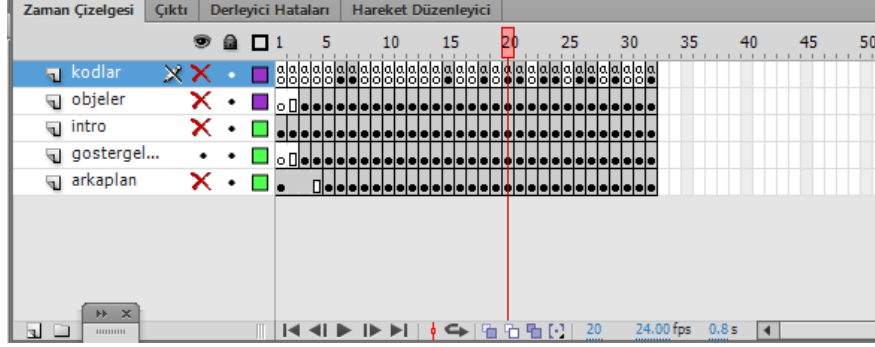 Zaman Çizelgesi Çıktı Derleyici Hataları Hareket Düzenleyici
1 5 10 15 20 25 30 35 40 45 50
kodlar
objeler
intro
gostergel...
arkaplan
20 24.00 fps 0.8 s